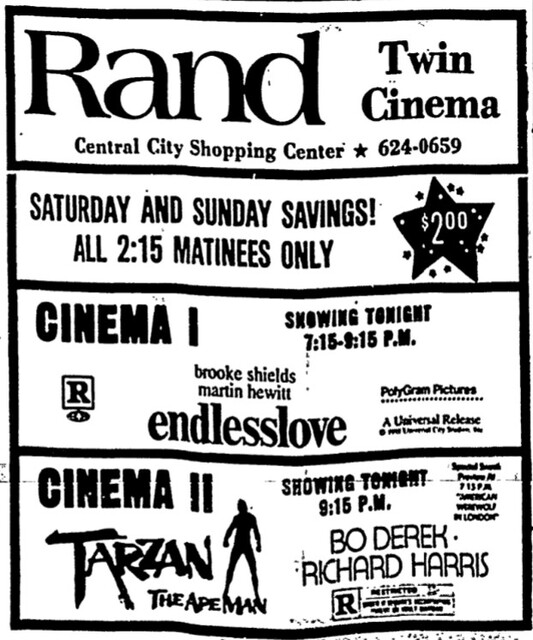 Rand
Twin
Cinema
Central City Shopping Center ★ 624-0659
SATURDAY AND SUNDAY SAVINGS!
ALL 2:15 MATINEES ONLY
$2.00
CINEMA I
SHOWING TONIGHT
7:15-9:15 P.M.
R
brooke shields
martin hewitt
endlesslove
PolyGram Pictures
A Universal Release
CINEMA II
SHOWING TONIGHT
9:15 P.M.
Special Sneak
Preview At
7:15 P.M.
"AMERICAN
WEREWOLF
IN LONDON"
TARZAN
THE APE MAN
BO DEREK
RICHARD HARRIS
R
RESTRICTED